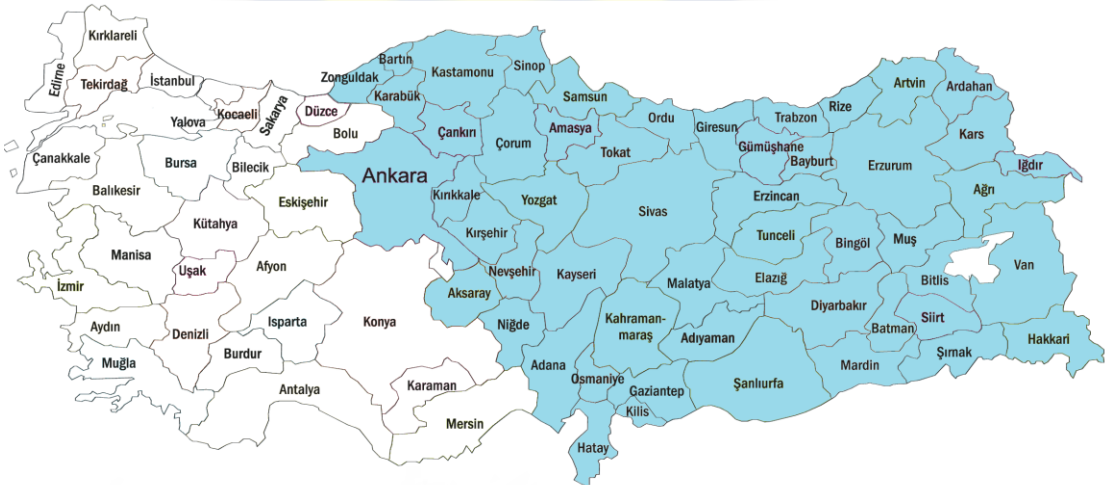 Kırklareli
Edirne
Tekirdağ
İstanbul
Kocaeli
Yalova
Sakarya
Düzce
Bolu
Zonguldak
Bartın
Karabük
Kastamonu
Sinop
Çankırı
Samsun
Amasya
Çorum
Ordu
Tokat
Giresun
Trabzon
Gümüşhane
Bayburt
Rize
Artvin
Ardahan
Kars
Iğdır
Erzurum
Ağrı
Çanakkale
Bursa
Bilecik
Balıkesir
Eskişehir
Kütahya
Ankara
Kırıkkale
Yozgat
Kırşehir
Sivas
Erzincan
Tunceli
Bingöl
Muş
Van
Manisa
Uşak
Afyon
İzmir
Nevşehir
Kayseri
Aksaray
Malatya
Elazığ
Bitlis
Diyarbakır
Siirt
Batman
Aydın
Denizli
Isparta
Konya
Niğde
Kahraman-
maraş
Adıyaman
Mardin
Şırnak
Hakkari
Muğla
Burdur
Antalya
Karaman
Mersin
Adana
Osmaniye
Gaziantep
Kilis
Şanlıurfa
Hatay